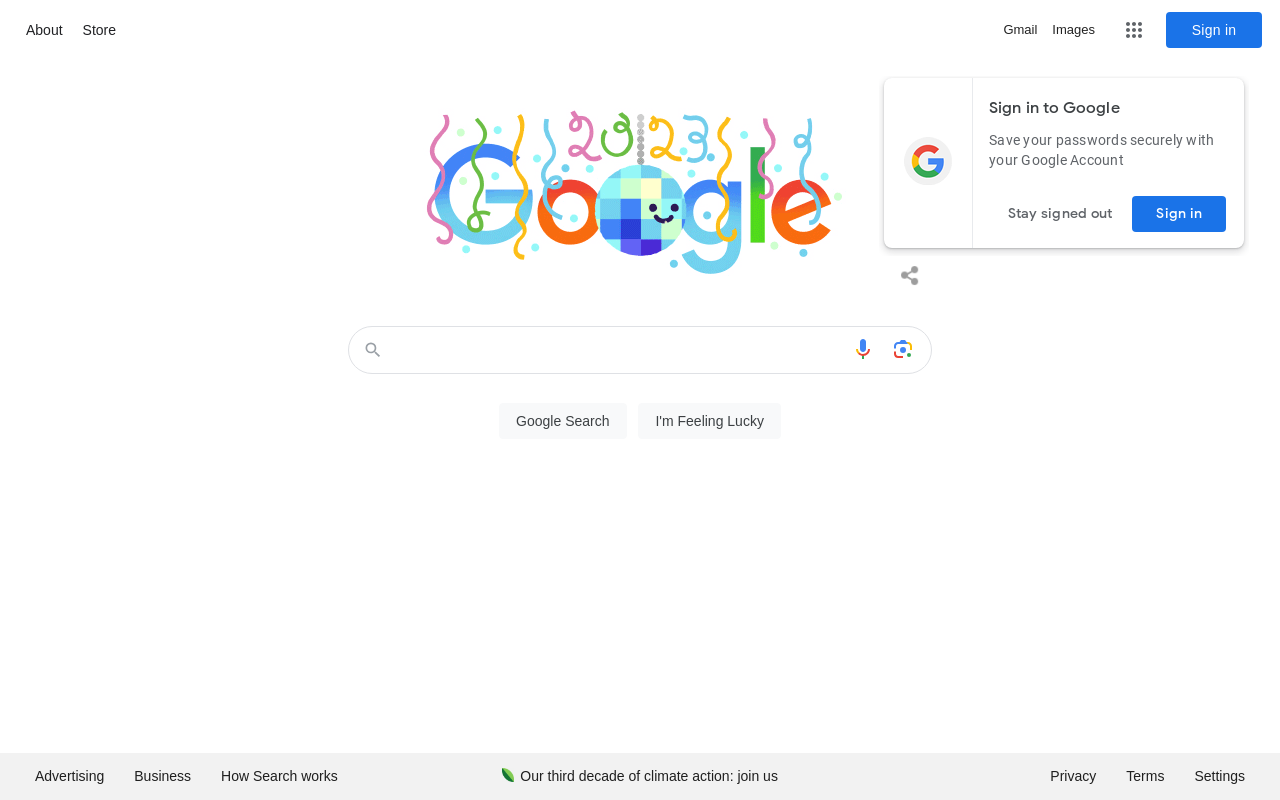 About
Store
Gmail
Images
Sign in
Google
Sign in to Google
Save your passwords securely with
your Google Account
Stay signed out
Sign in
Google Search
I'm Feeling Lucky
Advertising
Business
How Search works
Our third decade of climate action: join us
Privacy
Terms
Settings